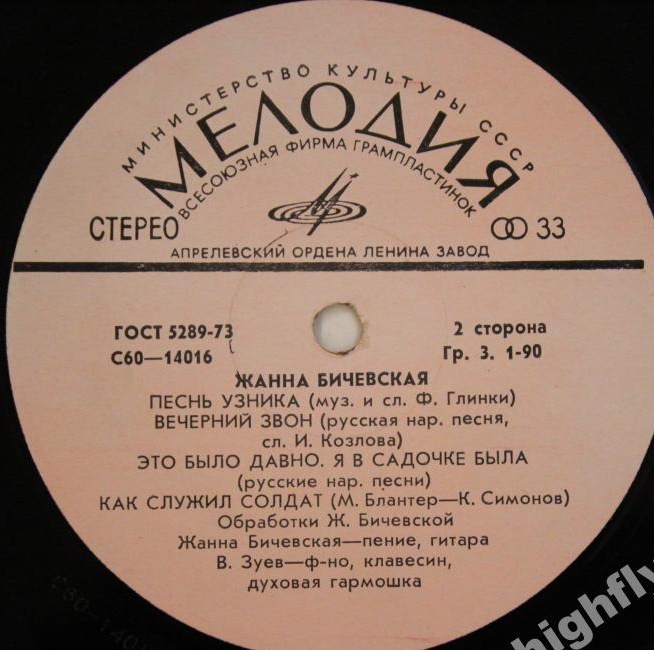 МИНИСТЕРСТВО КУЛЬТУРЫ СССР
МЕЛОДИЯ
ВСЕСОЮЗНАЯ ФИРМА ГРАМПЛАСТИНОК
СТЕРЕО
33
АПРЕЛЕВСКИЙ ОРДЕНА ЛЕНИНА ЗАВОД
ГОСТ 5289-73
2 сторона
С60—14016
Гр. 3. 1-90
ЖАННА БИЧЕВСКАЯ
ПЕСНЬ УЗНИКА (муз. и сл. Ф. Глинки)
ВЕЧЕРНИЙ ЗВОН (русская нар. песня,
сл. И. Козлова)
ЭТО БЫЛО ДАВНО. Я В САДОЧКЕ БЫЛА
(русские нар. песни)
КАК СЛУЖИЛ СОЛДАТ (М. Блантер—К. Симонов)
Обработки Ж. Бичевской
Жанна Бичевская—пение, гитара
В. Зуев—ф-но, клавесин,
духовая гармошка
highfly